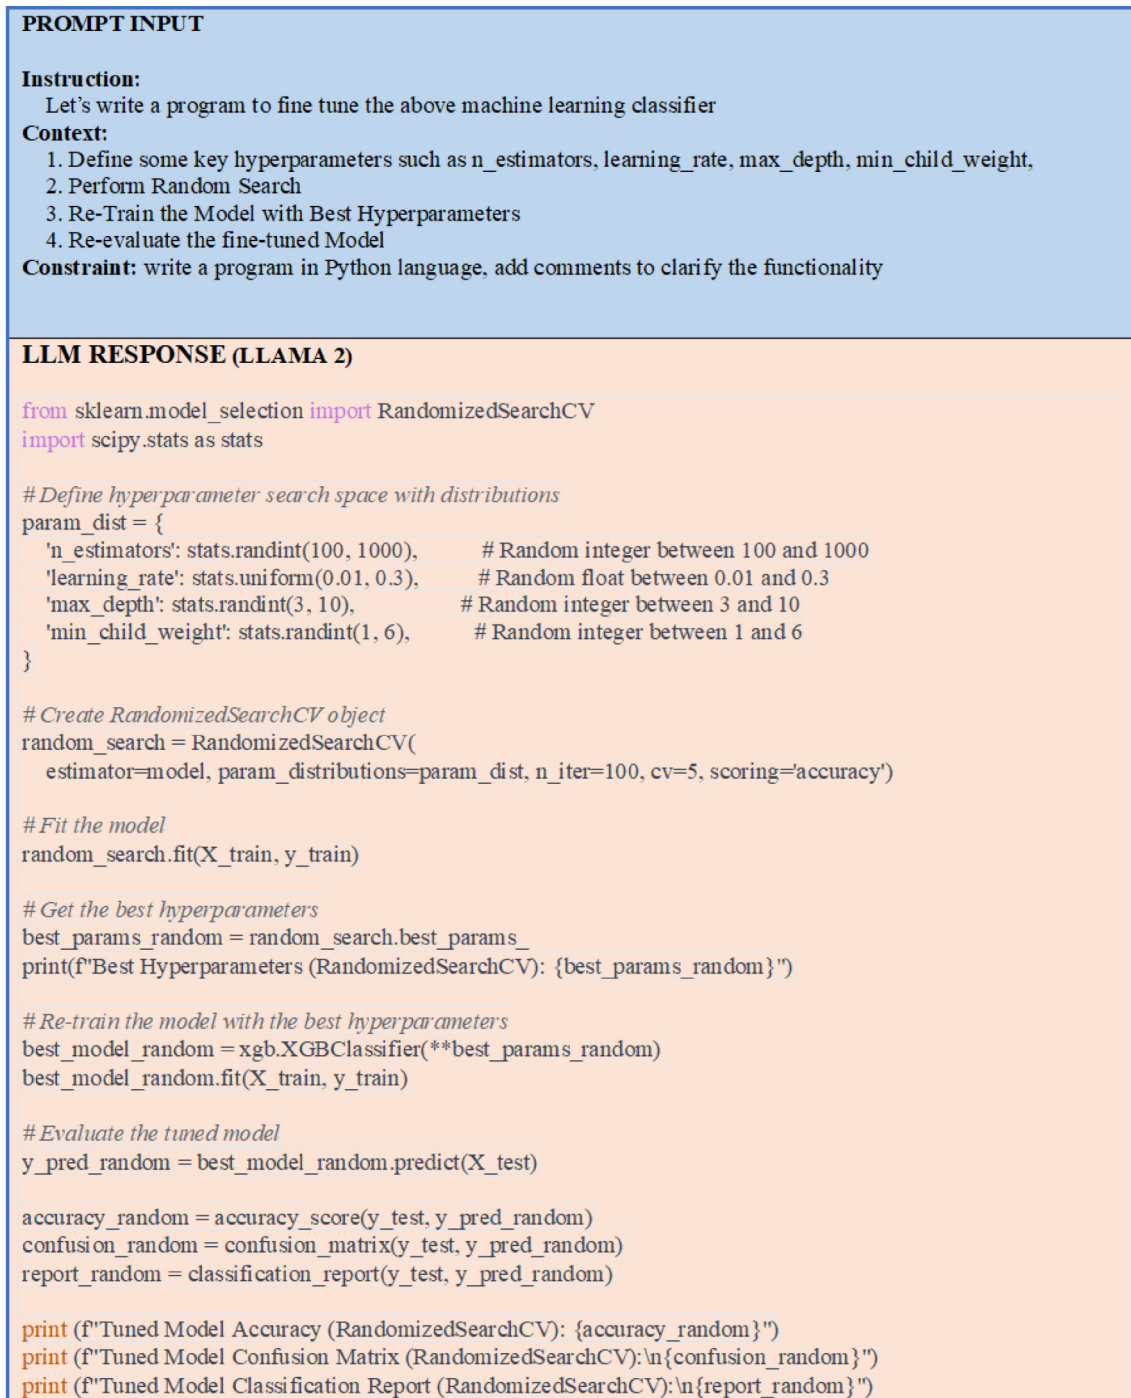 PROMPT INPUT
Instruction:
Let's write a program to fine tune the above machine learning classifier
Context:
1. Define some key hyperparameters such as n_estimators, learning_rate, max_depth, min_child_weight,
2. Perform Random Search
3. Re-Train the Model with Best Hyperparameters
4. Re-evaluate the fine-tuned Model
Constraint: write a program in Python language, add comments to clarify the functionality
LLM RESPONSE (LLAMA 2)
from sklearn.model_selection import RandomizedSearchCV
import scipy.stats as stats
# Define hyperparameter search space with distributions
param_dist = {
'n_estimators': stats.randint(100, 1000), # Random integer between 100 and 1000
'learning_rate': stats.uniform(0.01, 0.3), # Random float between 0.01 and 0.3
'max_depth': stats.randint(3, 10), # Random integer between 3 and 10
'min_child_weight': stats.randint(1, 6), # Random integer between 1 and 6
}
# Create RandomizedSearchCV object
random_search = RandomizedSearchCV(
estimator=model, param_distributions=param_dist, n_iter=100, cv=5, scoring='accuracy')
# Fit the model
random_search.fit(X_train, y_train)
# Get the best hyperparameters
best_params_random = random_search.best_params_
print(f"Best Hyperparameters (RandomizedSearchCV): {best_params_random}")
# Re-train the model with the best hyperparameters
best_model_random = xgb.XGBClassifier(**best_params_random)
best_model_random.fit(X_train, y_train)
# Evaluate the tuned model
y_pred_random = best_model_random.predict(X_test)
accuracy_random = accuracy_score(y_test, y_pred_random)
confusion_random = confusion_matrix(y_test, y_pred_random)
report_random = classification_report(y_test, y_pred_random)
print (f"Tuned Model Accuracy (RandomizedSearchCV): {accuracy_random}")
print (f"Tuned Model Confusion Matrix (RandomizedSearchCV):\n{confusion_random}")
print (f"Tuned Model Classification Report (RandomizedSearchCV):\n{report_random}")